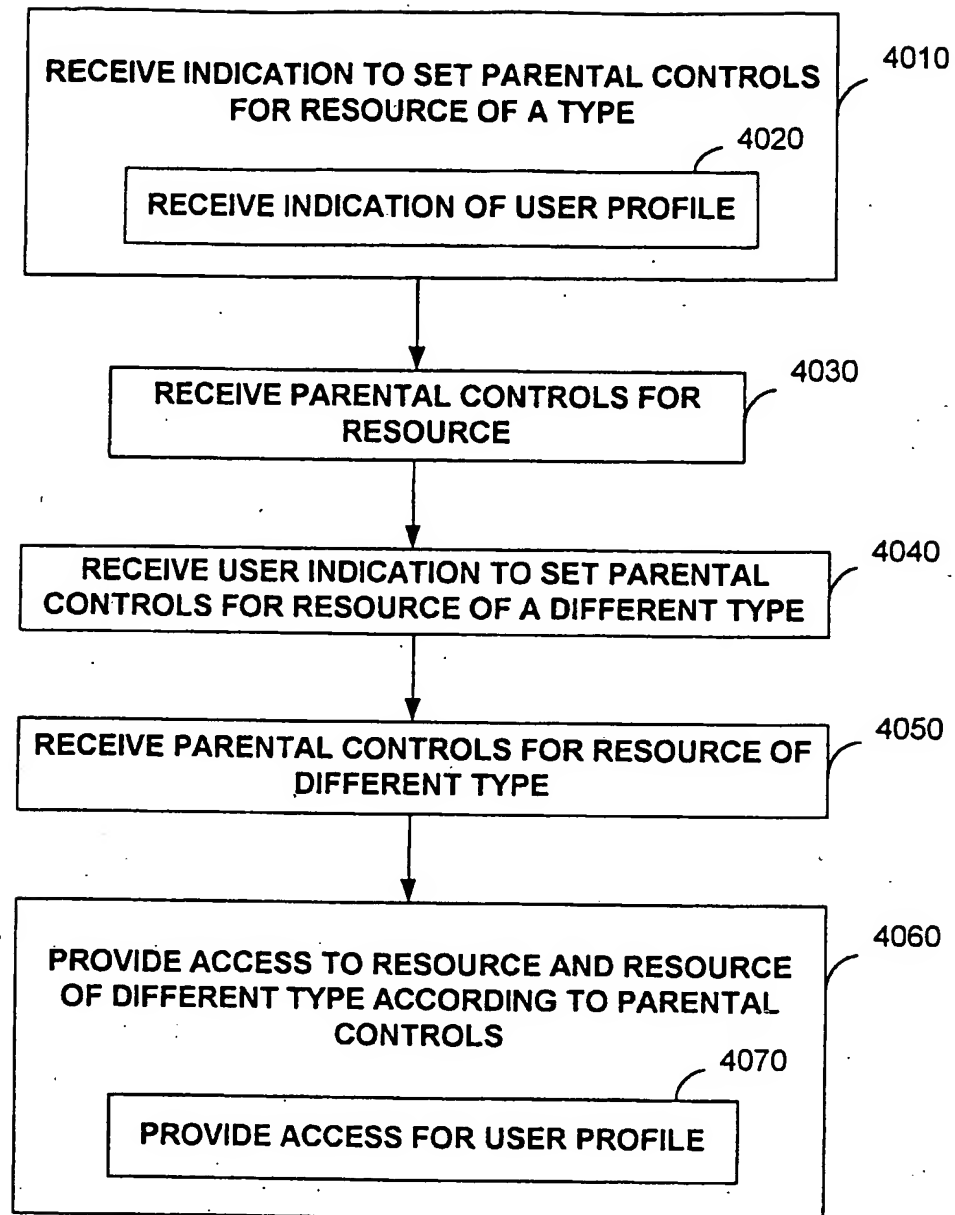 RECEIVE INDICATION TO SET PARENTAL CONTROLS
FOR RESOURCE OF A TYPE
4010
4020
RECEIVE INDICATION OF USER PROFILE
4030
RECEIVE PARENTAL CONTROLS FOR
RESOURCE
4040
RECEIVE USER INDICATION TO SET PARENTAL
CONTROLS FOR RESOURCE OF A DIFFERENT TYPE
4050
RECEIVE PARENTAL CONTROLS FOR RESOURCE OF
DIFFERENT TYPE
4060
PROVIDE ACCESS TO RESOURCE AND RESOURCE
OF DIFFERENT TYPE ACCORDING TO PARENTAL
CONTROLS
4070
PROVIDE ACCESS FOR USER PROFILE